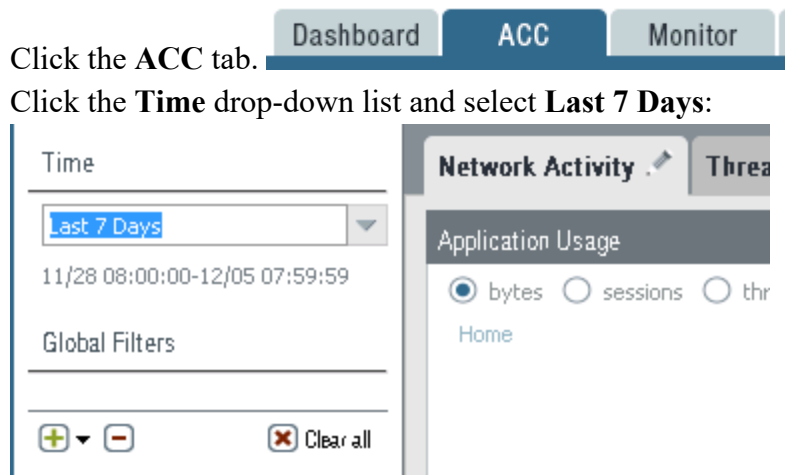 Dashboard ACC Monitor
Click the ACC tab.
Click the Time drop-down list and select Last 7 Days:
Time
Last 7 Days
11/28 08:00:00-12/05 07:59:59
Global Filters
Clear all
Network Activity Threa
Application Usage
bytes sessions thr
Home